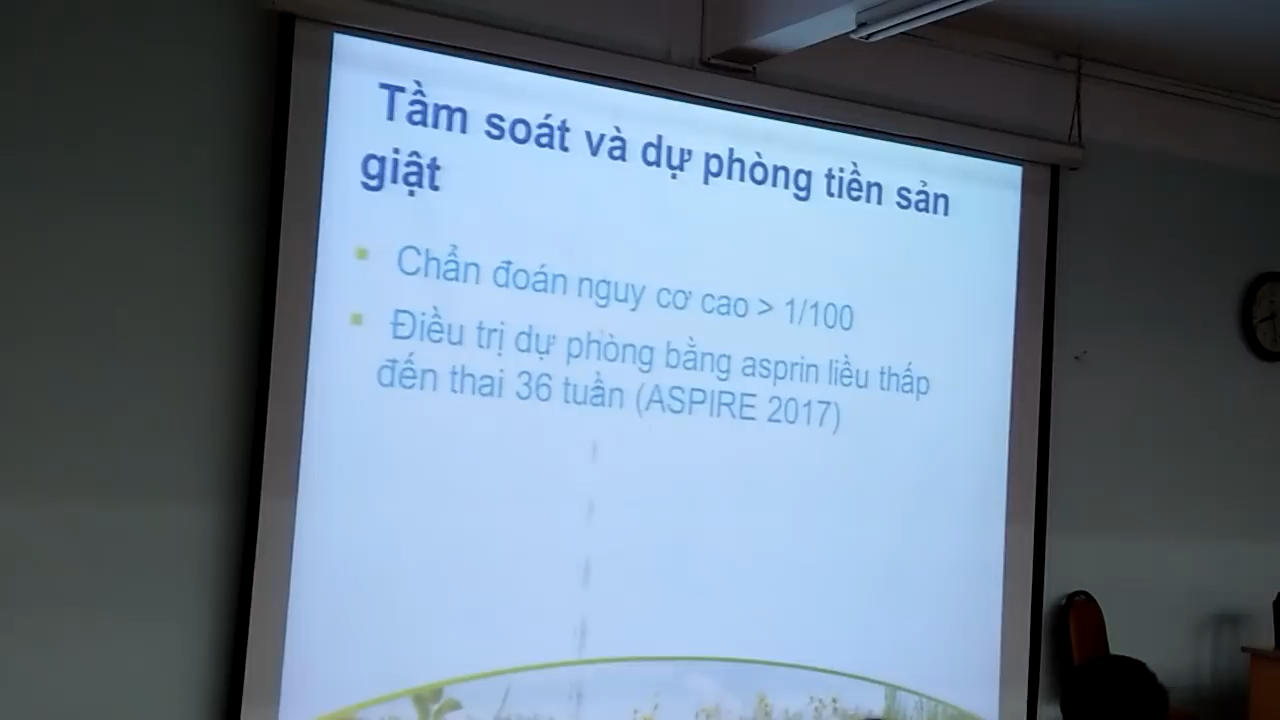 Tầm soát và dự phòng tiền sản
giật
Chẩn đoán nguy cơ cao > 1/100
Điều trị dự phòng bằng asprin liều thấp
đến thai 36 tuần (ASPIRE 2017)